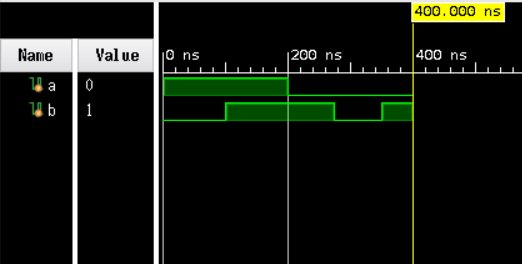 400.000 ns
Name Value
0 ns 200 ns 400 ns
a 0
b 1